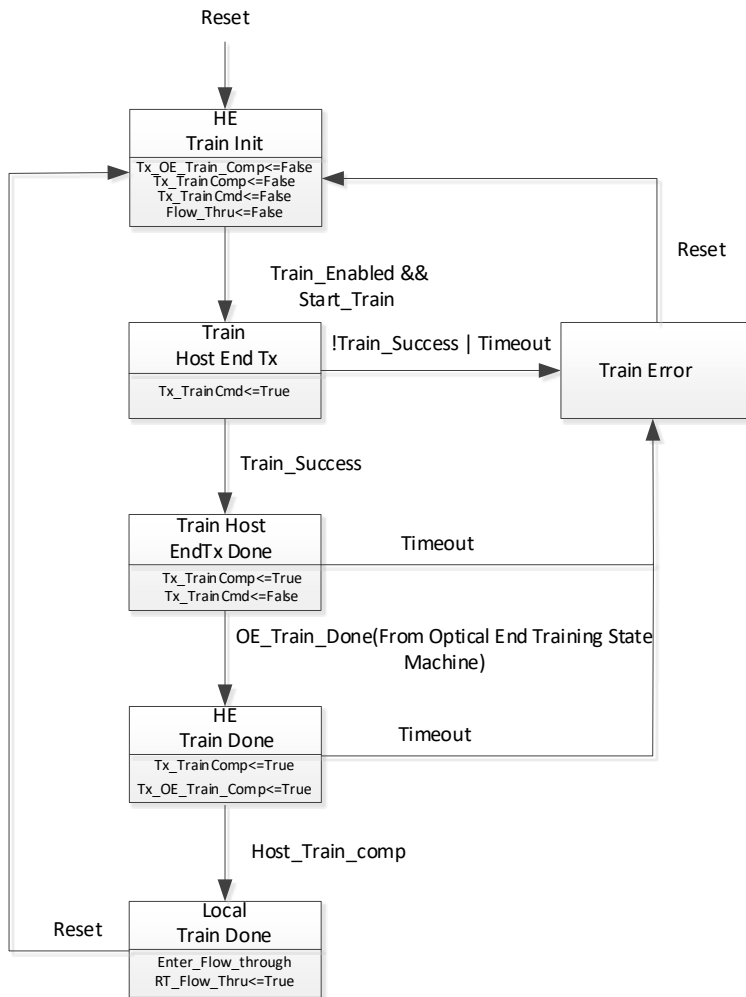 Reset
HE
Train Init
Tx_OE_Train_Comp<=False
Tx_TrainComp<=False
Tx_TrainCmd<=False
Flow_Thru<=False
Reset
Train_Enabled &&
Start_Train
Train
Host End Tx
Tx_TrainCmd<=True
!Train_Success | Timeout
Train Error
Train_Success
Train Host
EndTx Done
Tx_TrainComp<=True
Tx_TrainCmd<=False
Timeout
OE_Train_Done(From Optical End Training State
Machine)
HE
Train Done
Tx_TrainComp<=True
Tx_OE_Train_Comp<=True
Timeout
Host_Train_comp
Reset
Local
Train Done
Enter_Flow_through
RT_Flow_Thru<=True